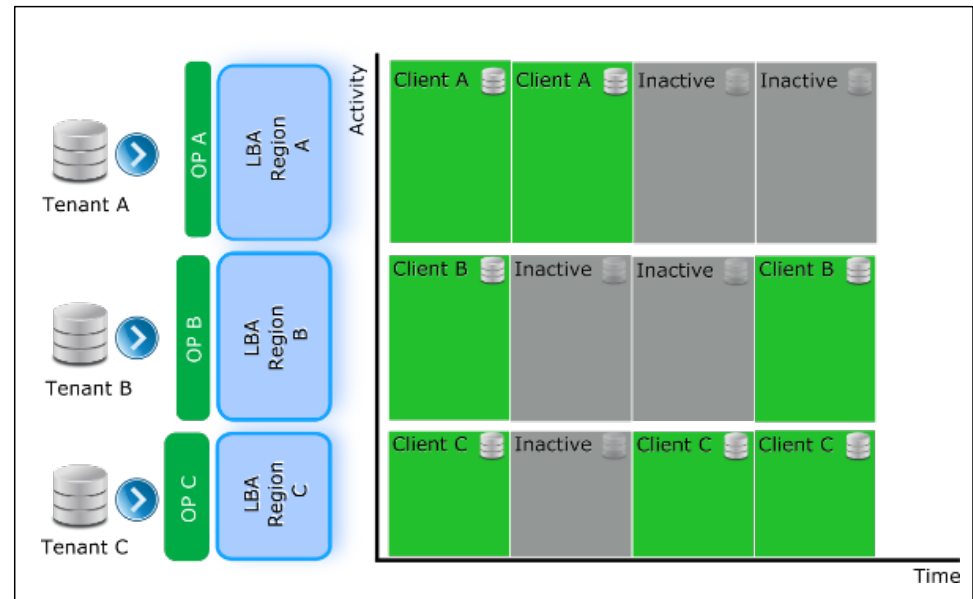 Tenant A
OP A
LBA
Region
A
Activity
Client A
Client A
Inactive
Inactive
Tenant B
OP B
LBA
Region
B
Client B
Inactive
Inactive
Client B
Tenant C
OP C
LBA
Region
C
Client C
Inactive
Client C
Client C
Time